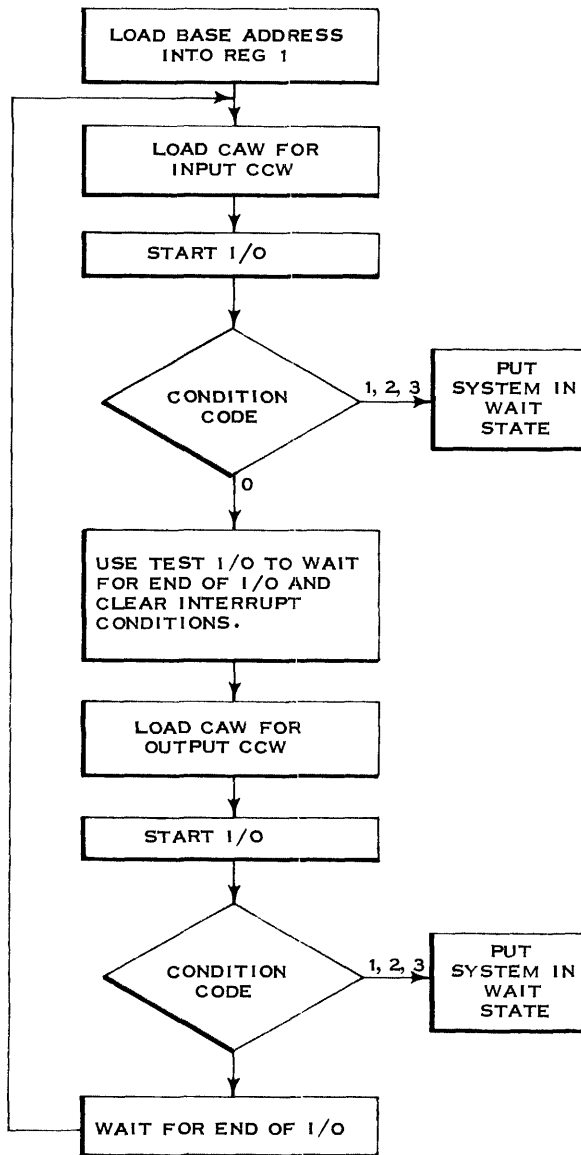 LOAD BASE ADDRESS
INTO REG 1
LOAD CAW FOR
INPUT CCW
START I/O
CONDITION
CODE
1, 2, 3
PUT
SYSTEM IN
WAIT
STATE
0
USE TEST I/O TO WAIT
FOR END OF I/O AND
CLEAR INTERRUPT
CONDITIONS.
LOAD CAW FOR
OUTPUT CCW
START I/O
CONDITION
CODE
1, 2, 3
PUT
SYSTEM IN
WAIT
STATE
WAIT FOR END OF I/O